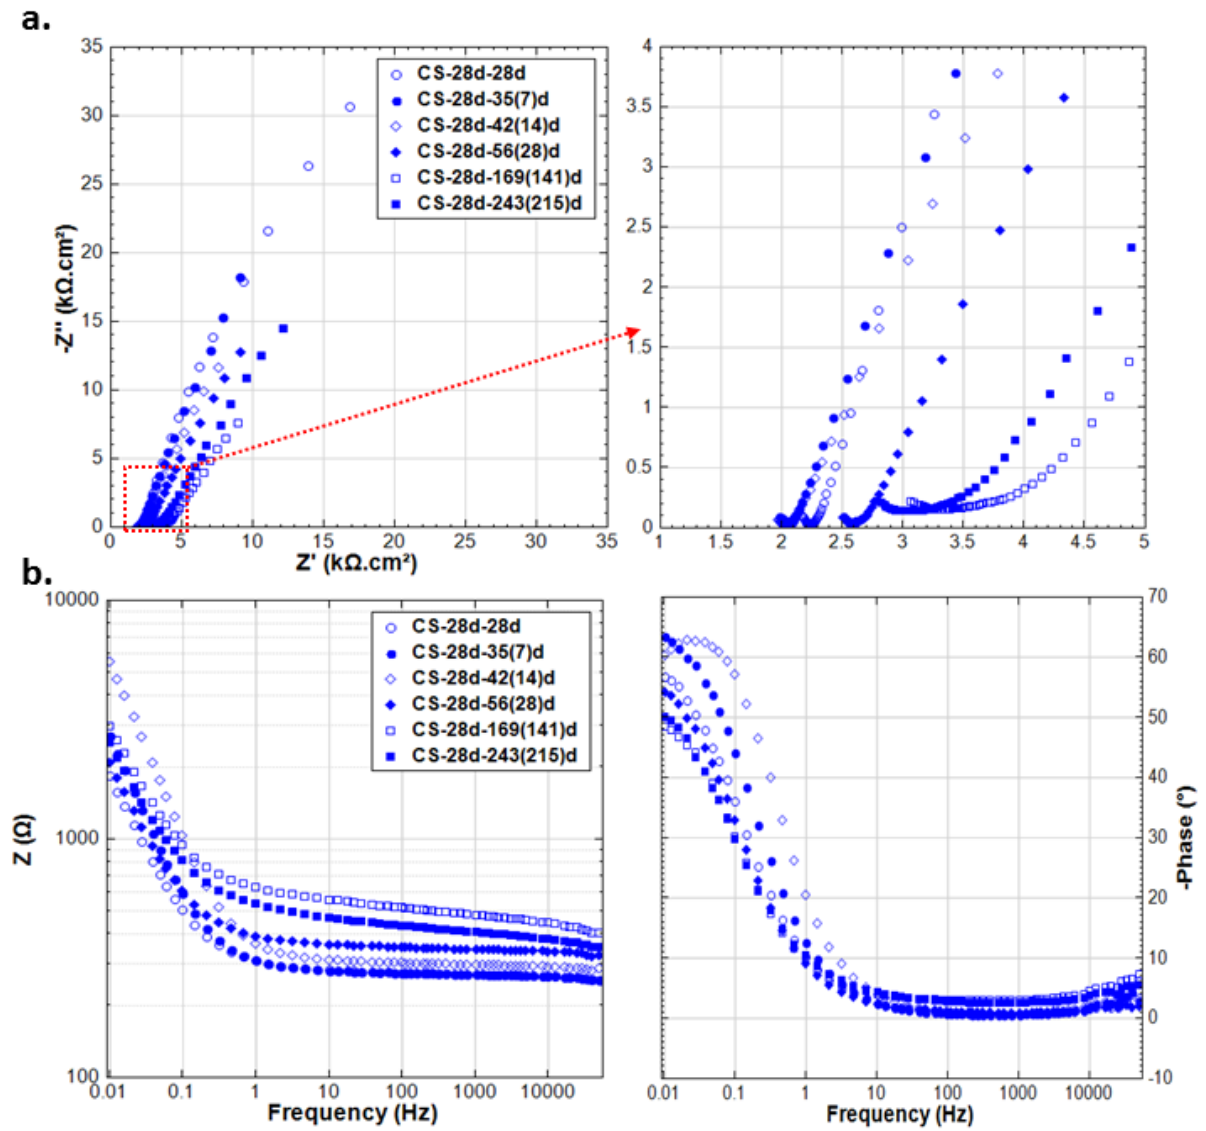 a.
35
30
25
20
15
10
5
0
-Z'' (kΩ.cm²)
CS-28d-28d
CS-28d-35(7)d
CS-28d-42(14)d
CS-28d-56(28)d
CS-28d-169(141)d
CS-28d-243(215)d
0 5 10 15 20 25 30 35
Z' (kΩ.cm²)
4
3.5
3
2.5
2
1.5
1
0.5
0
1 1.5 2 2.5 3 3.5 4 4.5 5
b.
10000
1000
100
Z (Ω)
CS-28d-28d
CS-28d-35(7)d
CS-28d-42(14)d
CS-28d-56(28)d
CS-28d-169(141)d
CS-28d-243(215)d
0.01 0.1 1 10 100 1000 10000
Frequency (Hz)
70
60
50
40
30
20
10
0
-10
-Phase (°)
0.01 0.1 1 10 100 1000 10000
Frequency (Hz)